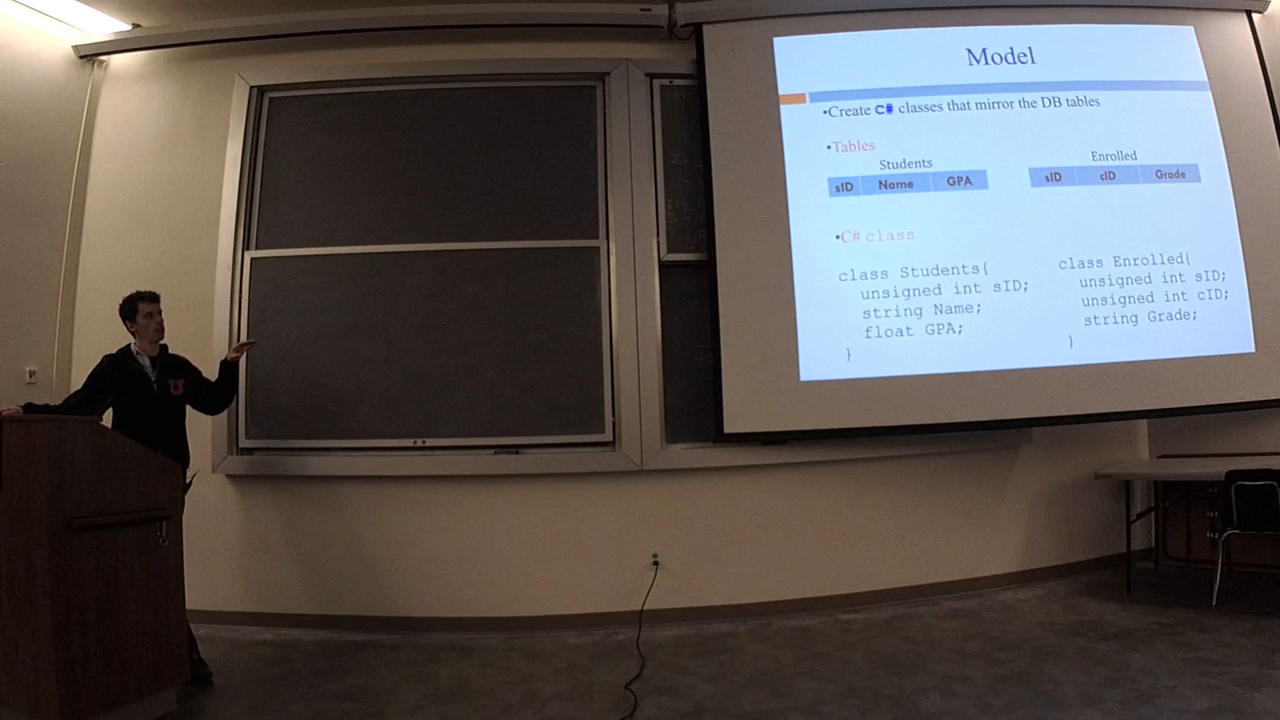 Model
•Create C# classes that mirror the DB tables
•Tables
Students
sID Name GPA
Enrolled
sID cID Grade
•C# class
class Students{
unsigned int sID;
string Name;
float GPA;
}
class Enrolled{
unsigned int sID;
unsigned int cID;
string Grade;
}
U